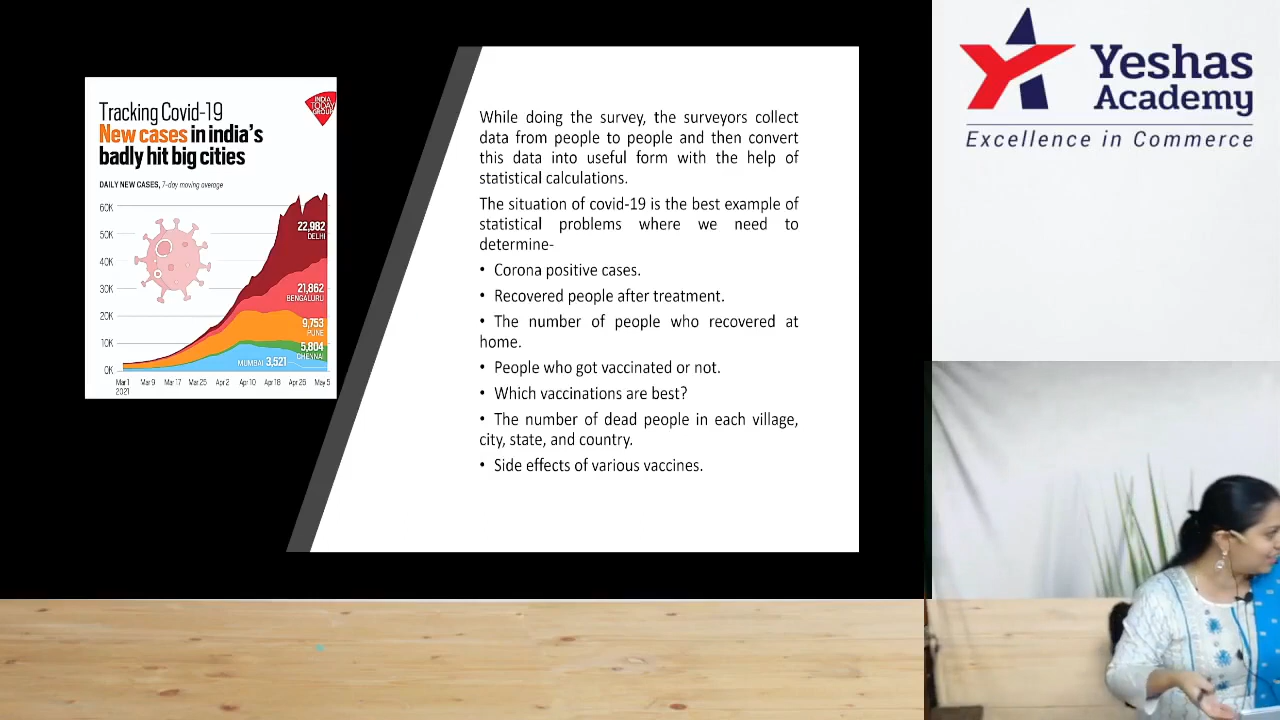 Tracking Covid-19
New cases in india's
badly hit big cities
INDIA
TODAY
GROUP
DAILY NEW CASES, 7-day moving average
60K
50K
40K
30K
20K
10K
0K
22,982
DELHI
21,862
BENGALURU
9,753
PUNE
5,804
CHENNAI
MUMBAI 3,521
Mar 1 Mar 9 Mar 17 Mar 25 Apr 2 Apr 10 Apr 18 Apr 26 May 5
2021
While doing the survey, the surveyors collect
data from people to people and then convert
this data into useful form with the help of
statistical calculations.
The situation of covid-19 is the best example of
statistical problems where we need to
determine-
• Corona positive cases.
• Recovered people after treatment.
• The number of people who recovered at
home.
• People who got vaccinated or not.
• Which vaccinations are best?
• The number of dead people in each village,
city, state, and country.
• Side effects of various vaccines.
Yeshas
Academy
Excellence in Commerce